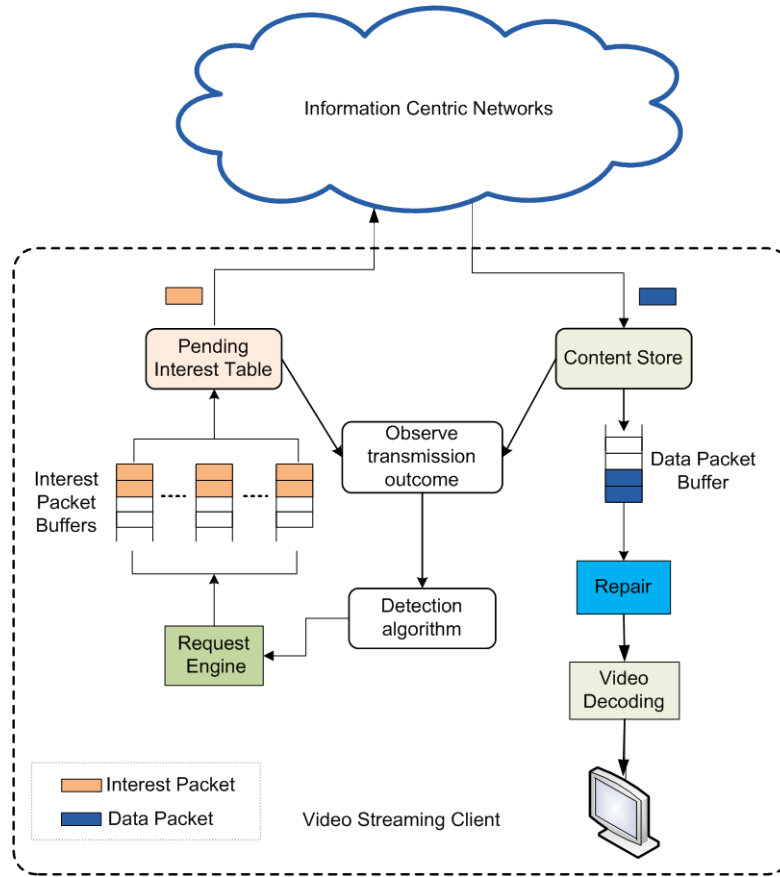 Information Centric Networks
Pending
Interest Table
Content Store
Observe
transmission
outcome
Interest
Packet
Buffers
Data Packet
Buffer
Detection
algorithm
Repair
Request
Engine
Video
Decoding
Interest Packet
Data Packet
Video Streaming Client